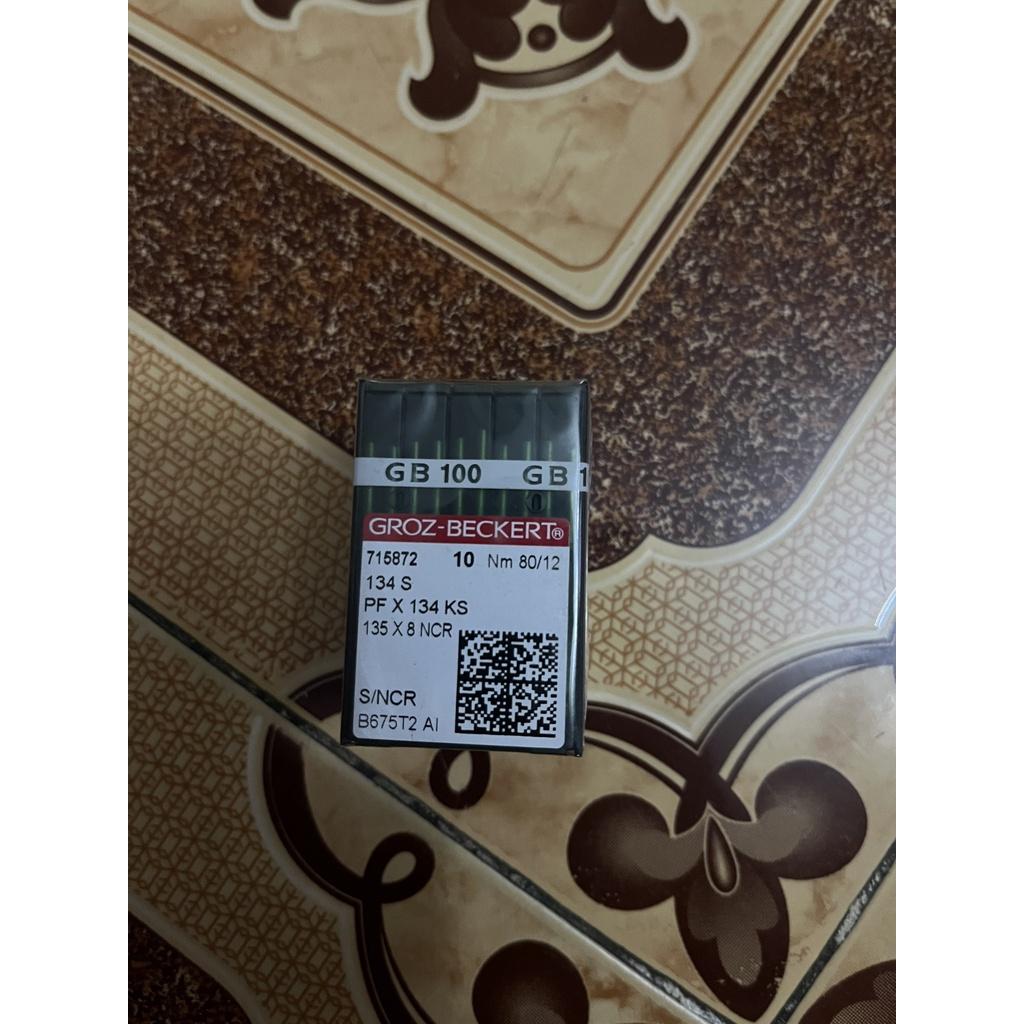 GB 100 GB 1
GROZ-BECKERT®
715872 10 Nm 80/12
134 S
PF X 134 KS
135 X 8 NCR
S/NCR
B675T2 AI